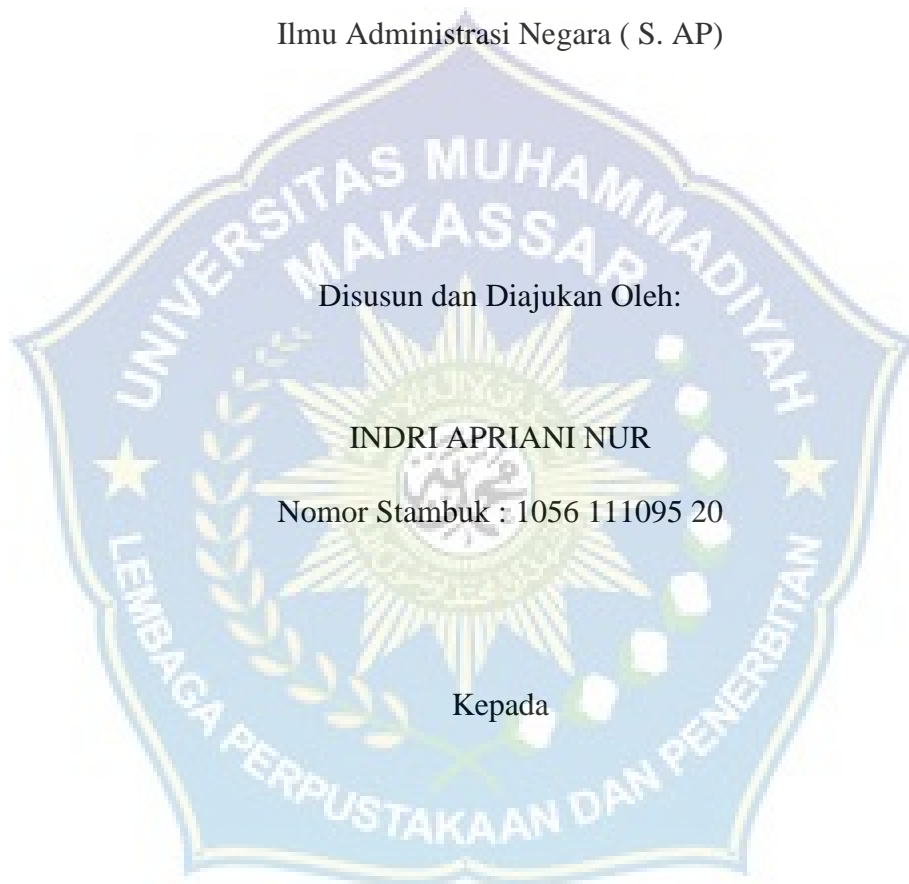 Ilmu Administrasi Negara ( S. AP)
UNIVERSITAS MUHAMMADIYAH
MAKASSAR
Disusun dan Diajukan Oleh:
INDRI APRIANI NUR
Nomor Stambuk : 1056 111095 20
Kepada
LEMBAGA PERPUSTAKAAN DAN PENERBITAN